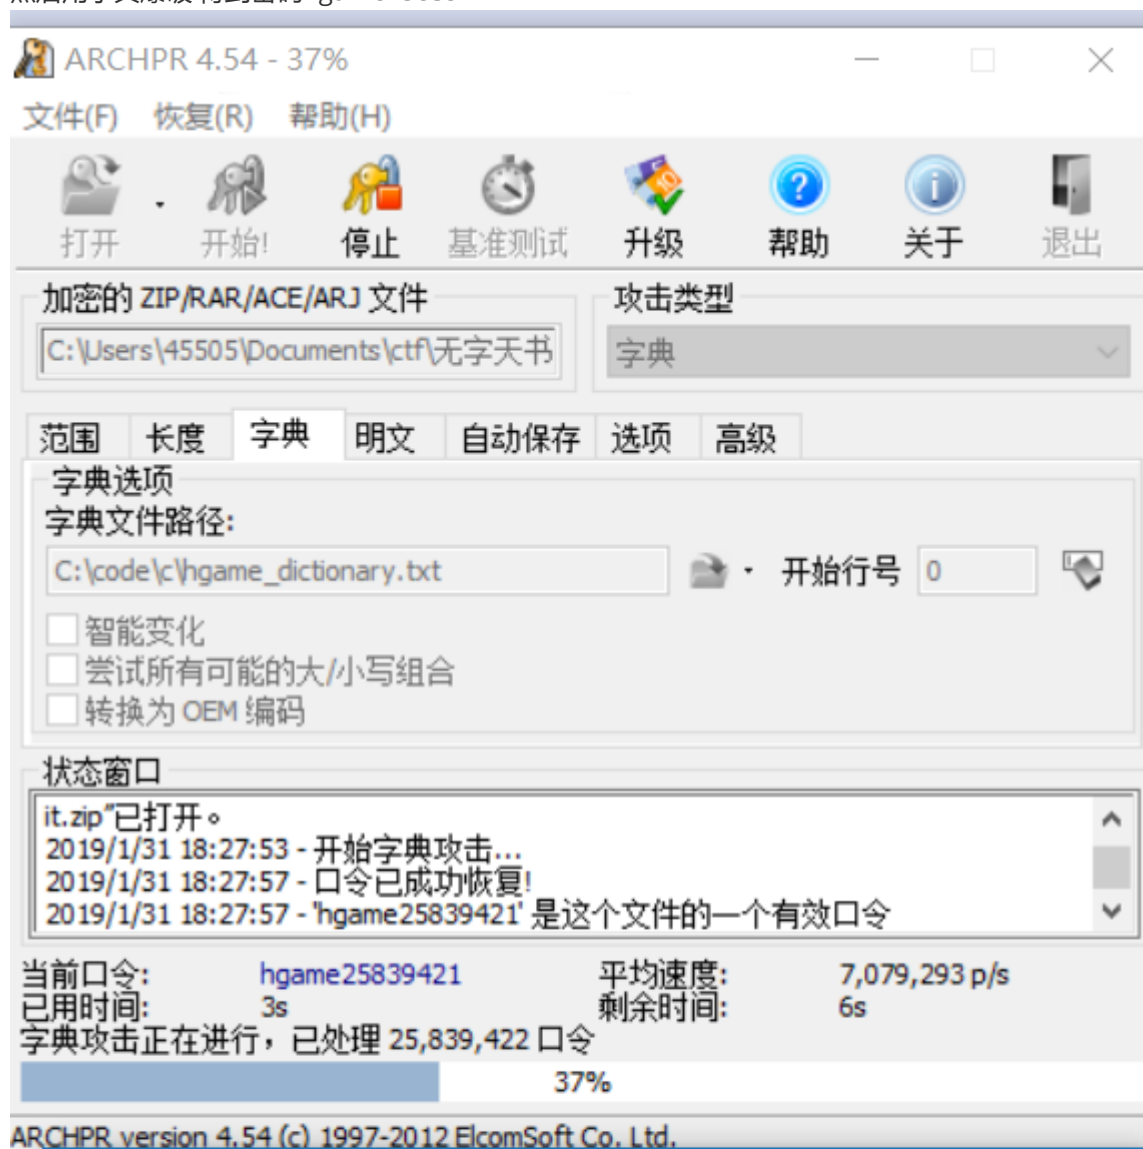 ARCHPR 4.54 - 37%
文件(F) 恢复(R) 帮助(H)
打开 开始! 停止 基准测试 升级 帮助 关于 退出
加密的 ZIP/RAR/ACE/ARJ 文件 攻击类型
C:\Users\45505\Documents\ctf\无字天书 字典
范围 长度 字典 明文 自动保存 选项 高级
字典选项
字典文件路径:
C:\code\c\hgame_dictionary.txt 开始行号 0
智能变化
尝试所有可能的大/小写组合
转换为 OEM 编码
状态窗口
it.zip"已打开。
2019/1/31 18:27:53 - 开始字典攻击...
2019/1/31 18:27:57 - 口令已成功恢复!
2019/1/31 18:27:57 - 'hgame25839421' 是这个文件的一个有效口令
当前口令: hgame25839421 平均速度: 7,079,293 p/s
已用时间: 3s 剩余时间: 6s
字典攻击正在进行，已处理 25,839,422 口令
37%
ARCHPR version 4.54 (c) 1997-2012 ElcomSoft Co. Ltd.